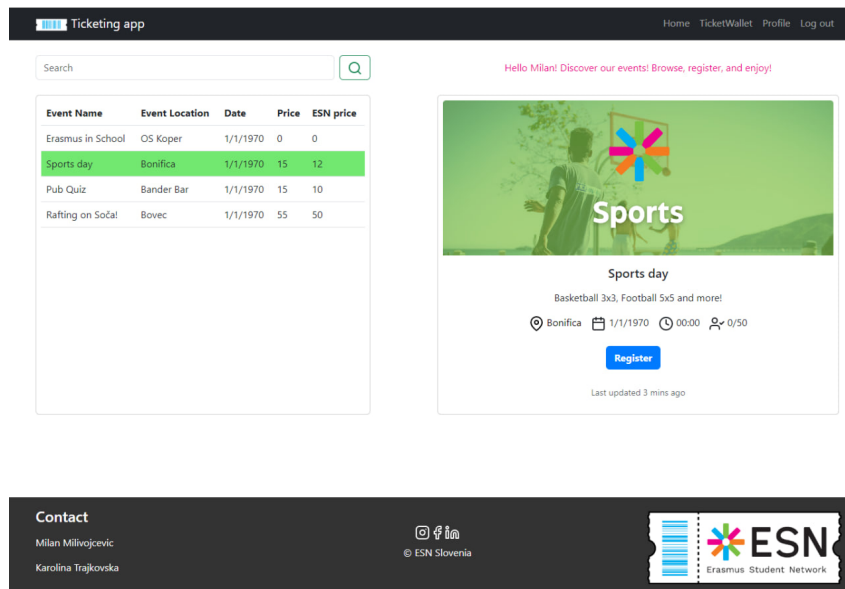 Ticketing app
Home TicketWallet Profile Log out
Search
Hello Milan! Discover our events! Browse, register, and enjoy!
Event Name Event Location Date Price ESN price
Erasmus in School OS Koper 1/1/1970 0 0
Sports day Bonifica 1/1/1970 15 12
Pub Quiz Bander Bar 1/1/1970 15 10
Rafting on Soča! Bovec 1/1/1970 55 50
Sports
Sports day
Basketball 3x3, Football 5x5 and more!
Bonifica 1/1/1970 00:00 0/50
Register
Last updated 3 mins ago
Contact
Milan Milivojcevic
Karolina Trajkovska
© ESN Slovenia
ESN
Erasmus Student Network